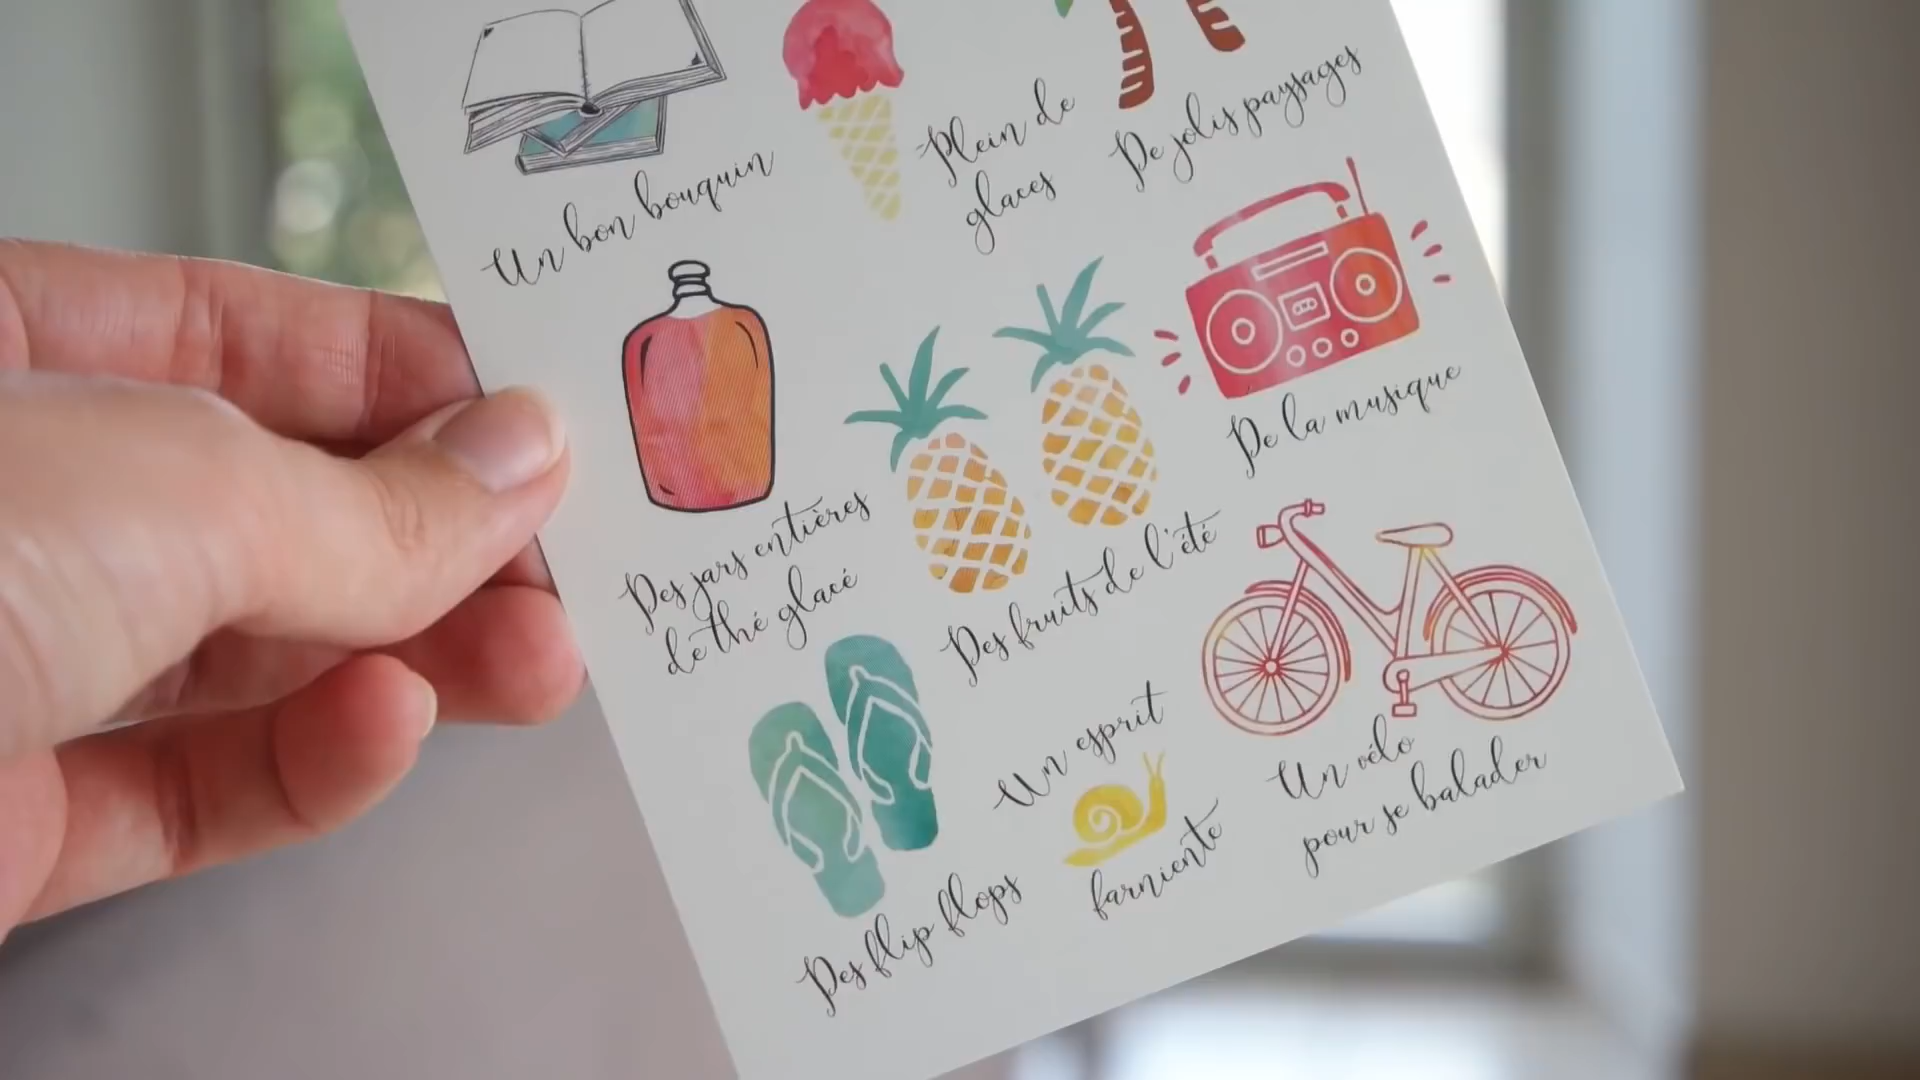 Un bon bouquin
Plein de
glaces
De jolis paysages
De la musique
Des jars entières
de thé glacé
Des fruits de l'été
Un esprit
farniente
Un vélo
pour se balader
Des flip flops